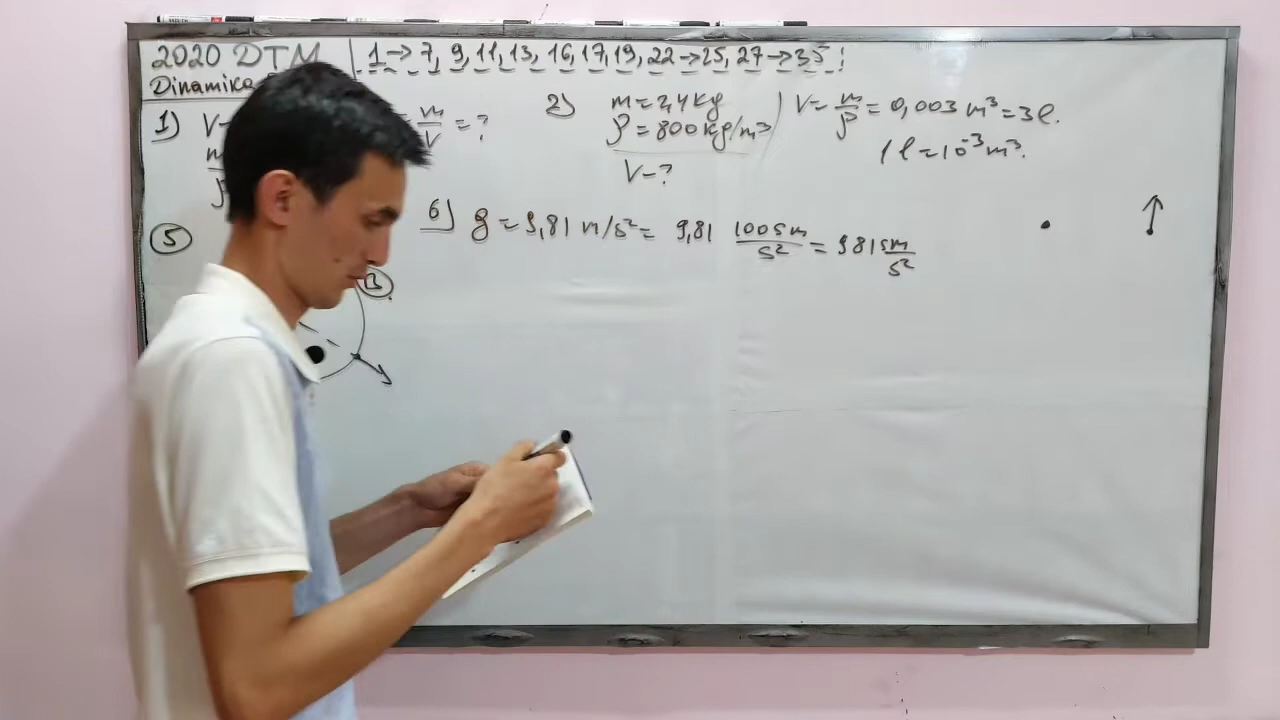 2020 DTM
Dinamika
1 → 7, 9, 11, 13, 16, 17, 19, 22 → 25, 27 → 35 !
1) V-
m
ρ
= m/V = ?
2) m = 2,4 kg
ρ = 800 kg/m³
V - ?
V = m/ρ = 0,003 m³ = 3 l.
1 l = 10⁻³ m³.
5
B
6) g = 9,81 m/s² = 9,81 100sm/s² = 981 sm/s²